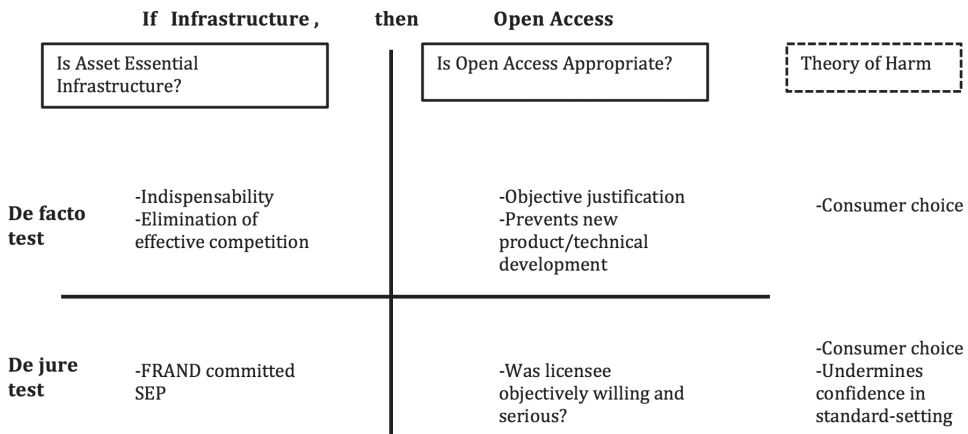 If Infrastructure , then Open Access
Is Asset Essential
Infrastructure?
Is Open Access Appropriate?
Theory of Harm
De facto
test
-Indispensability
-Elimination of
effective competition
-Objective justification
-Prevents new
product/technical
development
-Consumer choice
De jure
test
-FRAND committed
SEP
-Was licensee
objectively willing and
serious?
-Consumer choice
-Undermines
confidence in
standard-setting